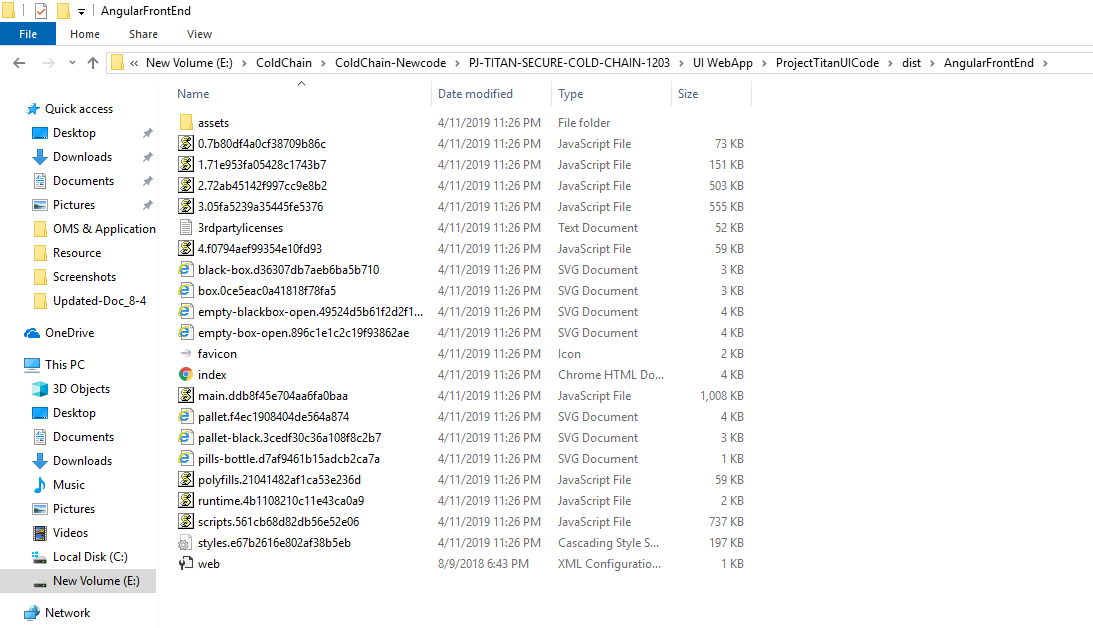 AngularFrontEnd
File Home Share View
« New Volume (E:) > ColdChain > ColdChain-Newcode > PJ-TITAN-SECURE-COLD-CHAIN-1203 > UI WebApp > ProjectTitanUICode > dist > AngularFrontEnd >
Quick access
Desktop
Downloads
Documents
Pictures
OMS & Application
Resource
Screenshots
Updated-Doc_8-4
OneDrive
This PC
3D Objects
Desktop
Documents
Downloads
Music
Pictures
Videos
Local Disk (C:)
New Volume (E:)
Network
Name Date modified Type Size
assets 4/11/2019 11:26 PM File folder
0.7b80df4a0cf38709b86c 4/11/2019 11:26 PM JavaScript File 73 KB
1.71e953fa05428c1743b7 4/11/2019 11:26 PM JavaScript File 151 KB
2.72ab45142f997cc9e8b2 4/11/2019 11:26 PM JavaScript File 503 KB
3.05fa5239a35445fe5376 4/11/2019 11:26 PM JavaScript File 555 KB
3rdpartylicenses 4/11/2019 11:26 PM Text Document 52 KB
4.f0794aef99354e10fd93 4/11/2019 11:26 PM JavaScript File 59 KB
black-box.d36307db7aeb6ba5b710 4/11/2019 11:26 PM SVG Document 3 KB
box.0ce5eac0a41818f78fa5 4/11/2019 11:26 PM SVG Document 3 KB
empty-blackbox-open.49524d5b61f2d2f1... 4/11/2019 11:26 PM SVG Document 4 KB
empty-box-open.896c1e1c2c19f93862ae 4/11/2019 11:26 PM SVG Document 4 KB
favicon 4/11/2019 11:26 PM Icon 2 KB
index 4/11/2019 11:26 PM Chrome HTML Do... 4 KB
main.ddb8f45e704aa6fa0baa 4/11/2019 11:26 PM JavaScript File 1,008 KB
pallet.f4ec1908404de564a874 4/11/2019 11:26 PM SVG Document 4 KB
pallet-black.3cedf30c36a108f8c2b7 4/11/2019 11:26 PM SVG Document 3 KB
pills-bottle.d7af9461b15adcb2ca7a 4/11/2019 11:26 PM SVG Document 1 KB
polyfills.21041482af1ca53e236d 4/11/2019 11:26 PM JavaScript File 59 KB
runtime.4b1108210c11e43ca0a9 4/11/2019 11:26 PM JavaScript File 2 KB
scripts.561cb68d82db56e52e06 4/11/2019 11:26 PM JavaScript File 737 KB
styles.e67b2616e802af38b5eb 4/11/2019 11:26 PM Cascading Style S... 197 KB
web 8/9/2018 6:43 PM XML Configuratio... 1 KB